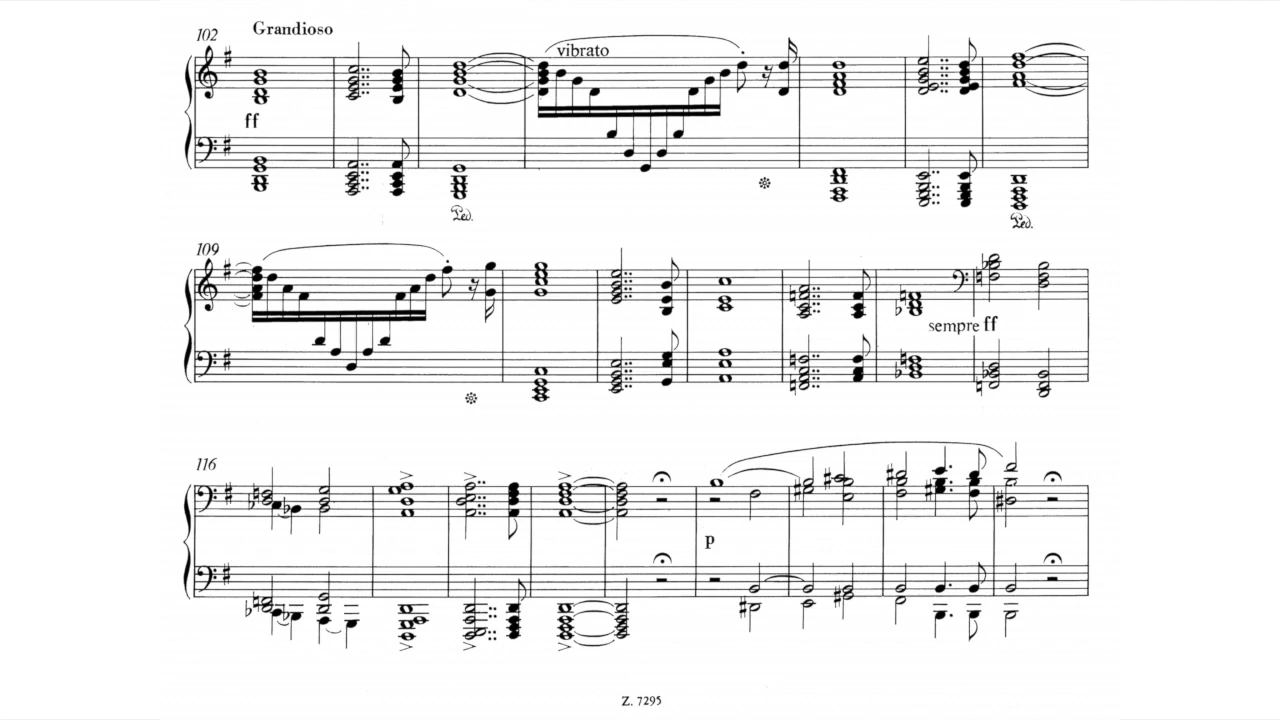 102 Grandioso
vibrato
ff
Ped. Ped.
109
sempre ff
116
p
Z. 7295